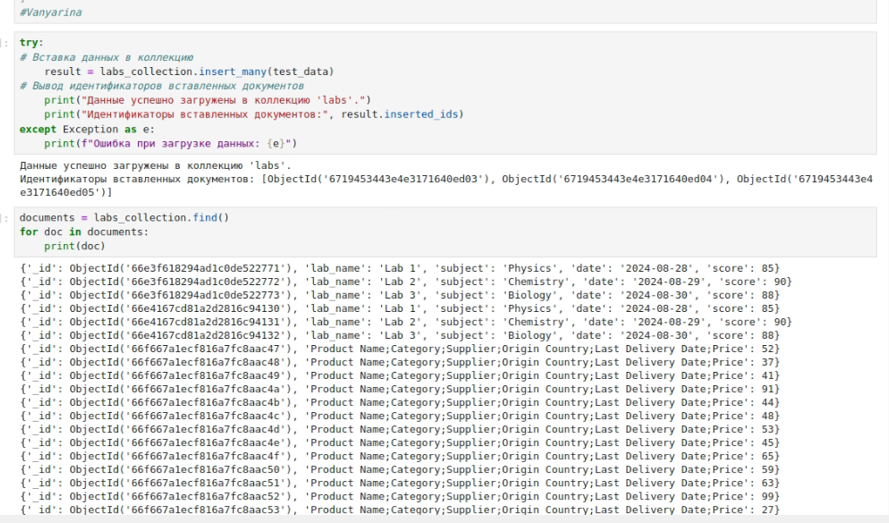 #Vanyarina
]:
try:
# Вставка данных в коллекцию
result = labs_collection.insert_many(test_data)
# Вывод идентификаторов вставленных документов
print("Данные успешно загружены в коллекцию 'labs'.")
print("Идентификаторы вставленных документов:", result.inserted_ids)
except Exception as e:
print(f"Ошибка при загрузке данных: {e}")
Данные успешно загружены в коллекцию 'labs'.
Идентификаторы вставленных документов: [ObjectId('6719453443e4e3171640ed03'), ObjectId('6719453443e4e3171640ed04'), ObjectId('6719453443e4
e3171640ed05')]
]:
documents = labs_collection.find()
for doc in documents:
print(doc)
{'_id': ObjectId('66e3f618294ad1c0de522771'), 'lab_name': 'Lab 1', 'subject': 'Physics', 'date': '2024-08-28', 'score': 85}
{'_id': ObjectId('66e3f618294ad1c0de522772'), 'lab_name': 'Lab 2', 'subject': 'Chemistry', 'date': '2024-08-29', 'score': 90}
{'_id': ObjectId('66e3f618294ad1c0de522773'), 'lab_name': 'Lab 3', 'subject': 'Biology', 'date': '2024-08-30', 'score': 88}
{'_id': ObjectId('66e4167cd81a2d2816c94130'), 'lab_name': 'Lab 1', 'subject': 'Physics', 'date': '2024-08-28', 'score': 85}
{'_id': ObjectId('66e4167cd81a2d2816c94131'), 'lab_name': 'Lab 2', 'subject': 'Chemistry', 'date': '2024-08-29', 'score': 90}
{'_id': ObjectId('66e4167cd81a2d2816c94132'), 'lab_name': 'Lab 3', 'subject': 'Biology', 'date': '2024-08-30', 'score': 88}
{'_id': ObjectId('66f667a1ecf816a7fc8aac47'), 'Product Name;Category;Supplier;Origin Country;Last Delivery Date;Price': 52}
{'_id': ObjectId('66f667a1ecf816a7fc8aac48'), 'Product Name;Category;Supplier;Origin Country;Last Delivery Date;Price': 37}
{'_id': ObjectId('66f667a1ecf816a7fc8aac49'), 'Product Name;Category;Supplier;Origin Country;Last Delivery Date;Price': 41}
{'_id': ObjectId('66f667a1ecf816a7fc8aac4a'), 'Product Name;Category;Supplier;Origin Country;Last Delivery Date;Price': 91}
{'_id': ObjectId('66f667a1ecf816a7fc8aac4b'), 'Product Name;Category;Supplier;Origin Country;Last Delivery Date;Price': 44}
{'_id': ObjectId('66f667a1ecf816a7fc8aac4c'), 'Product Name;Category;Supplier;Origin Country;Last Delivery Date;Price': 48}
{'_id': ObjectId('66f667a1ecf816a7fc8aac4d'), 'Product Name;Category;Supplier;Origin Country;Last Delivery Date;Price': 53}
{'_id': ObjectId('66f667a1ecf816a7fc8aac4e'), 'Product Name;Category;Supplier;Origin Country;Last Delivery Date;Price': 45}
{'_id': ObjectId('66f667a1ecf816a7fc8aac4f'), 'Product Name;Category;Supplier;Origin Country;Last Delivery Date;Price': 65}
{'_id': ObjectId('66f667a1ecf816a7fc8aac50'), 'Product Name;Category;Supplier;Origin Country;Last Delivery Date;Price': 59}
{'_id': ObjectId('66f667a1ecf816a7fc8aac51'), 'Product Name;Category;Supplier;Origin Country;Last Delivery Date;Price': 63}
{'_id': ObjectId('66f667a1ecf816a7fc8aac52'), 'Product Name;Category;Supplier;Origin Country;Last Delivery Date;Price': 99}
{'_id': ObjectId('66f667a1ecf816a7fc8aac53'), 'Product Name;Category;Supplier;Origin Country;Last Delivery Date;Price': 27}